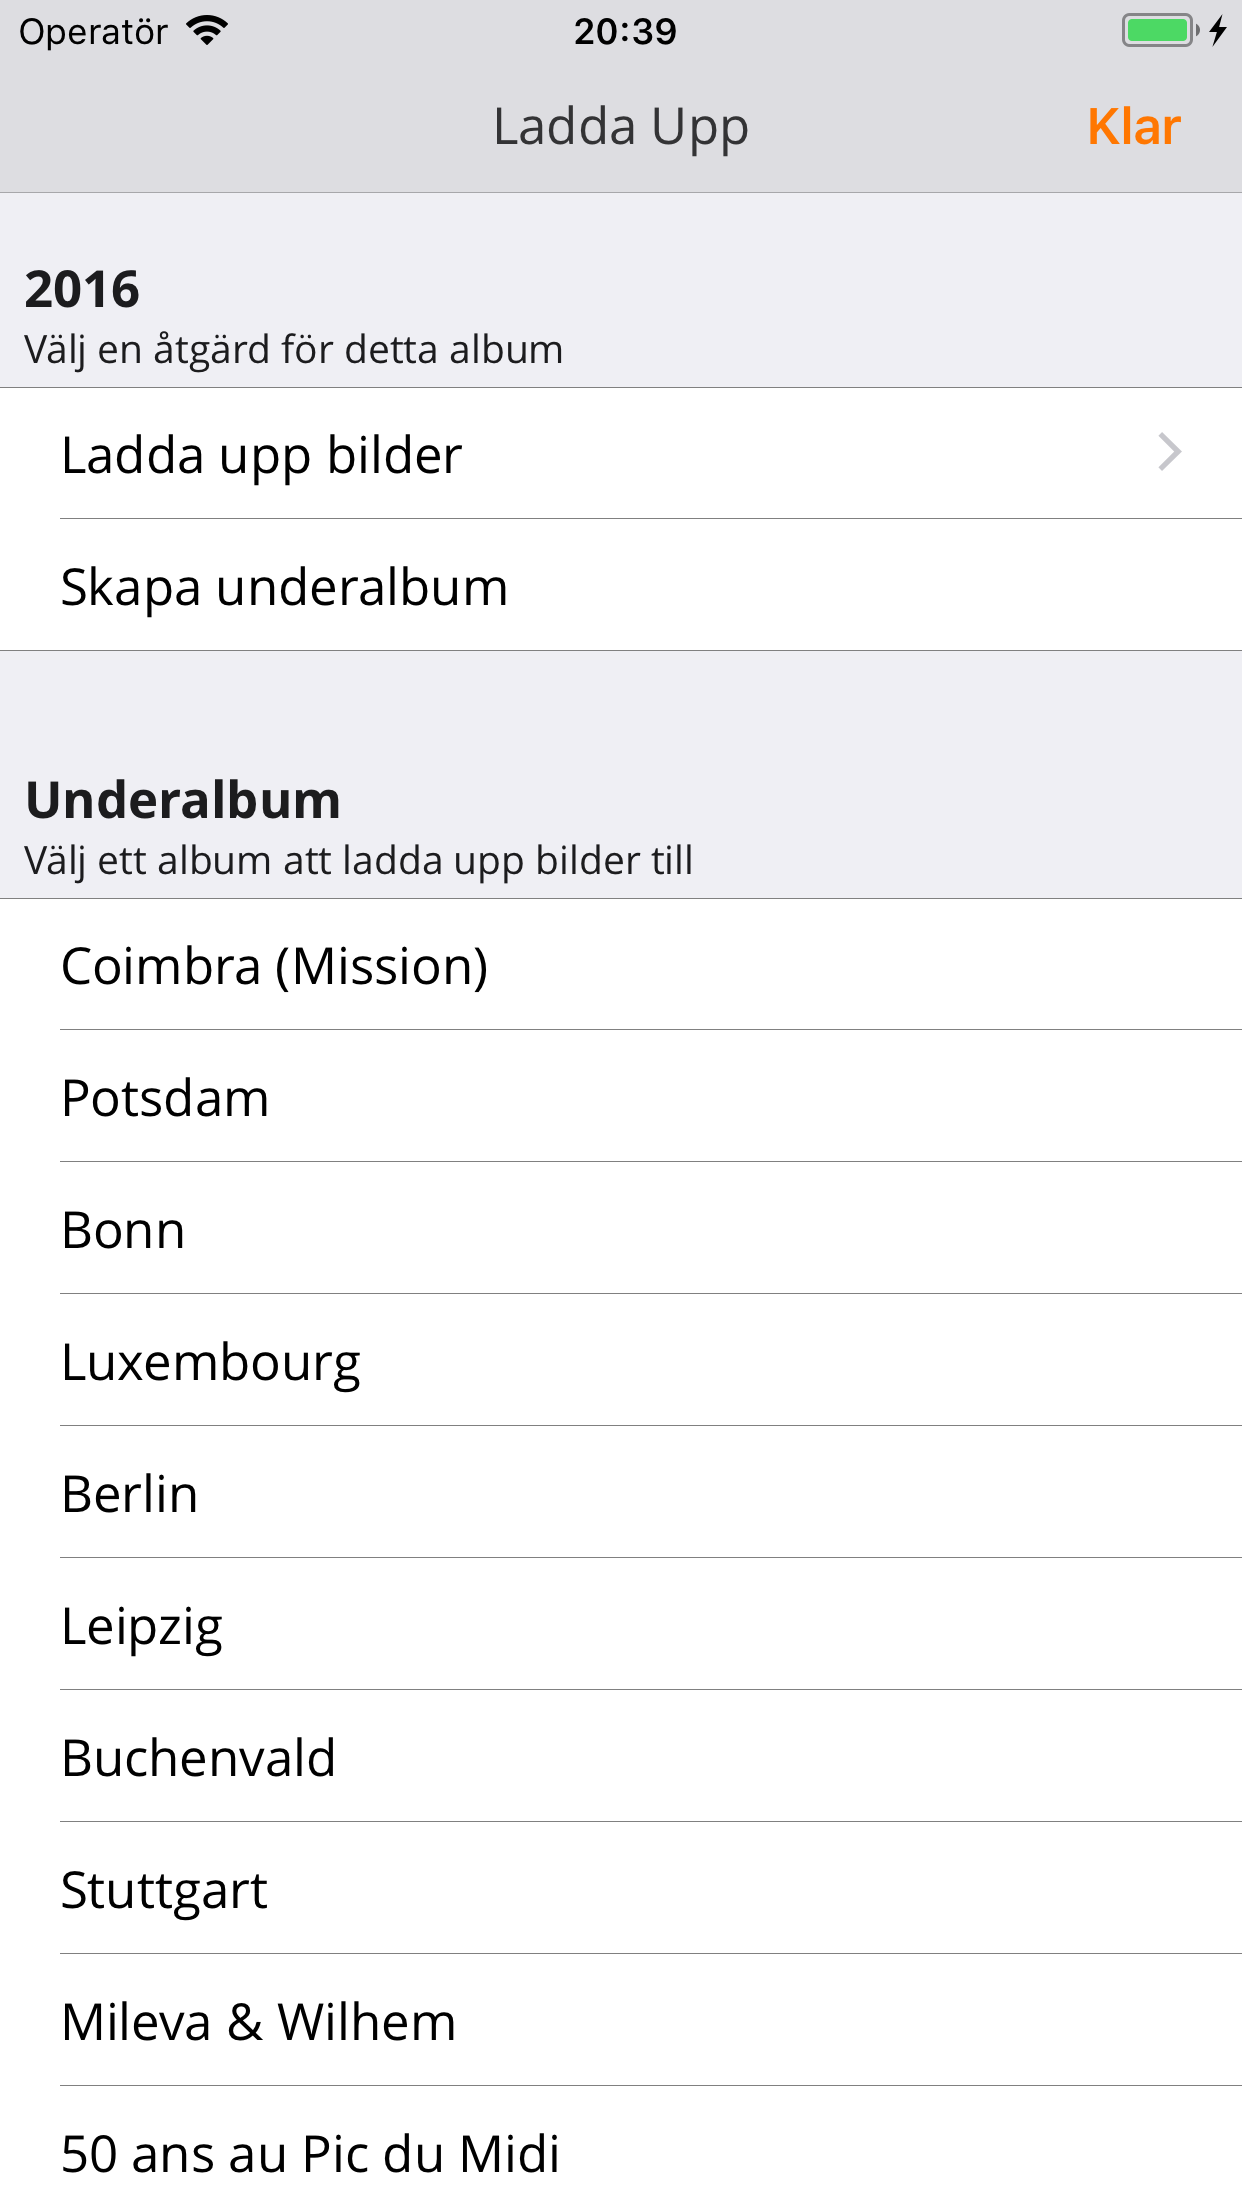 Operatör 20:39
Ladda Upp Klar
2016
Välj en åtgärd för detta album
Ladda upp bilder
Skapa underalbum
Underalbum
Välj ett album att ladda upp bilder till
Coimbra (Mission)
Potsdam
Bonn
Luxembourg
Berlin
Leipzig
Buchenvald
Stuttgart
Mileva & Wilhem
50 ans au Pic du Midi